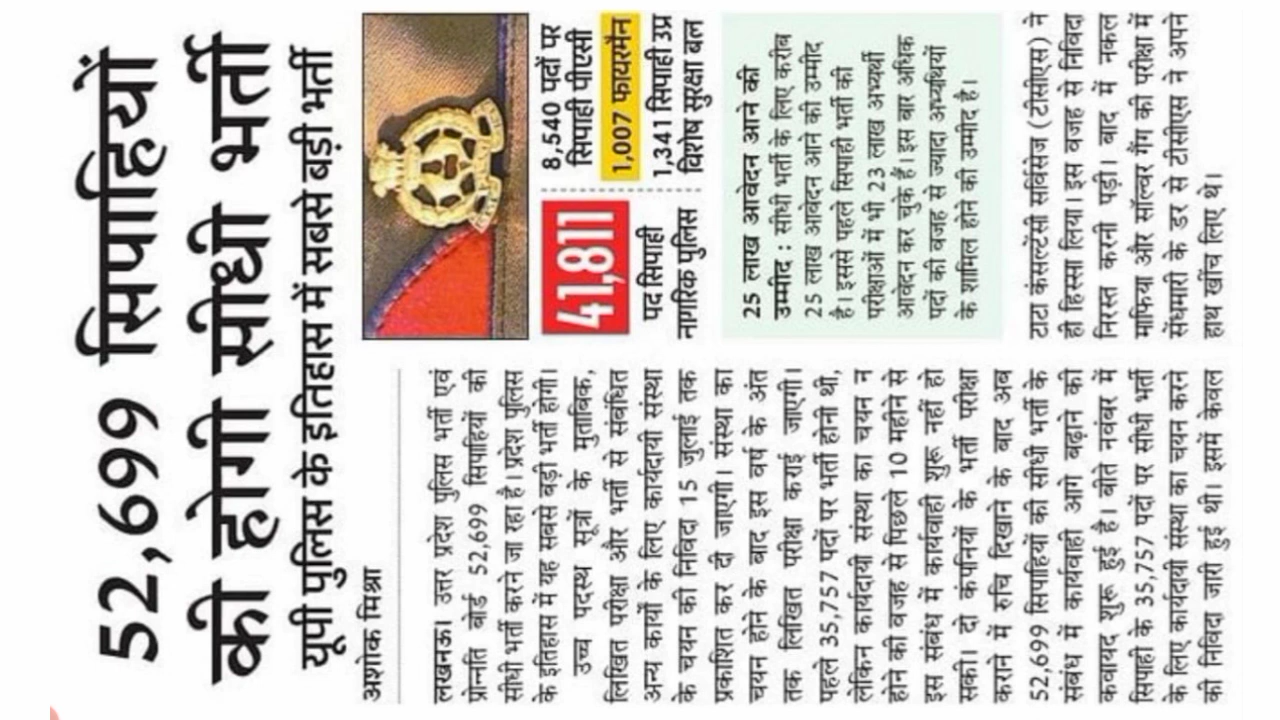 52,699 सिपाहियों
की होगी सीधी भर्ती
यूपी पुलिस के इतिहास में सबसे बड़ी भर्ती
अशोक मिश्रा
लखनऊ। उत्तर प्रदेश पुलिस भर्ती एवं
प्रोन्नति बोर्ड 52,699 सिपाहियों की
सीधी भर्ती करने जा रहा है। प्रदेश पुलिस
के इतिहास में यह सबसे बड़ी भर्ती होगी।
उच्च पदस्थ सूत्रों के मुताबिक,
लिखित परीक्षा और भर्ती से संबंधित
अन्य कार्यों के लिए कार्यदायी संस्था
के चयन की निविदा 15 जुलाई तक
प्रकाशित कर दी जाएगी। संस्था का
चयन होने के बाद इस वर्ष के अंत
तक लिखित परीक्षा कराई जाएगी।
पहले 35,757 पदों पर भर्ती होनी थी,
लेकिन कार्यदायी संस्था का चयन न
होने की वजह से पिछले 10 महीने से
इस संबंध में कार्यवाही शुरू नहीं हो
सकी। दो कंपनियों के भर्ती परीक्षा
कराने में रुचि दिखाने के बाद अब
52,699 सिपाहियों की सीधी भर्ती के
संबंध में कार्यवाही आगे बढ़ाने की
कवायद शुरू हुई है। बीते नवंबर में
सिपाही के 35,757 पदों पर सीधी भर्ती
के लिए कार्यदायी संस्था का चयन करने
की निविदा जारी हुई थी। इसमें केवल
41,811
पद सिपाही
नागरिक पुलिस
8,540 पदों पर
सिपाही पीएसी
1,007 फायरमैन
1,341 सिपाही उप्र
विशेष सुरक्षा बल
25 लाख आवेदन आने की
उम्मीद : सीधी भर्ती के लिए करीब
25 लाख आवेदन आने की उम्मीद
है। इससे पहले सिपाही भर्ती की
परीक्षाओं में भी 23 लाख अभ्यर्थी
आवेदन कर चुके हैं। इस बार अधिक
पदों की वजह से ज्यादा अभ्यर्थियों
के शामिल होने की उम्मीद है।
टाटा कंसल्टेंसी सर्विसेज (टीसीएस) ने
ही हिस्सा लिया। इस वजह से निविदा
निरस्त करनी पड़ी। बाद में नकल
माफिया और सॉल्वर गैंग की परीक्षा में
सेंधमारी के डर से टीसीएस ने अपने
हाथ खींच लिए थे।